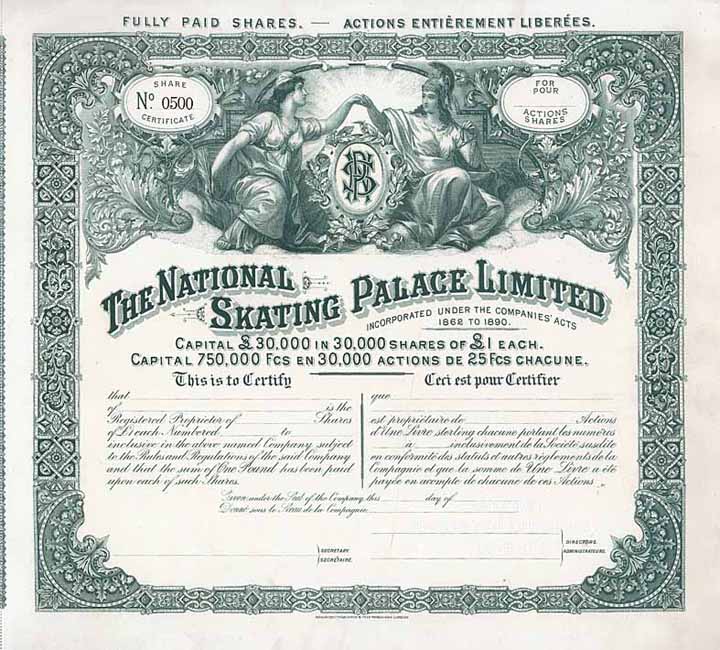 FULLY PAID SHARES. — ACTIONS ENTIÈREMENT LIBERÉES.
SHARE
No 0500
CERTIFICATE
FOR
POUR
ACTIONS
SHARES
THE NATIONAL
SKATING PALACE LIMITED
INCORPORATED UNDER THE COMPANIES' ACTS
1862 TO 1890.
CAPITAL £30,000 IN 30,000 SHARES OF £1 EACH.
CAPITAL 750,000 FCS EN 30,000 ACTIONS DE 25 FCS CHACUNE.
This is to Certify
that
of is the
Registered Proprietor of Shares
of £1 each Numbered to
inclusive in the above named Company subject
to the Rules and Regulations of the said Company
and that the sum of One Pound has been paid
upon each of such Shares.
Ceci est pour Certifier
que
est propriétaire de Actions
d'Une Livre sterling chacune portant les numéros
à inclusivement de la Société susdite
en conformité des statuts et autres règlements de la
Compagnie et que la somme de Une Livre a été
payée en acompte de chacune de ces Actions
Given under the Seal of the Company this day of
Donné sous le Sceau de la Compagnie
SECRETARY
SECRÉTAIRE.
DIRECTORS.
ADMINISTRATEURS.